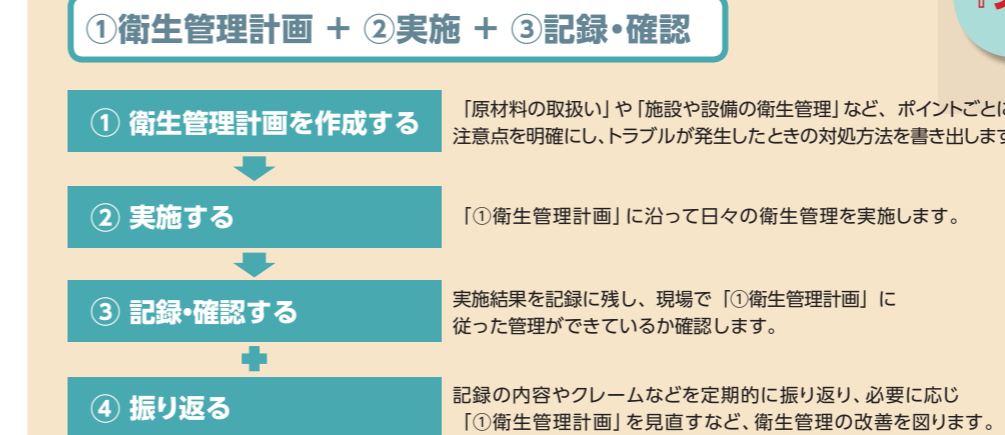 ①衛生管理計画 + ②実施 + ③記録・確認
① 衛生管理計画を作成する
「原材料の取扱い」や「施設や設備の衛生管理」など、ポイントごとに
注意点を明確にし、トラブルが発生したときの対処方法を書き出します
② 実施する
「①衛生管理計画」に沿って日々の衛生管理を実施します。
③ 記録・確認する
実施結果を記録に残し、現場で「①衛生管理計画」に
従った管理ができているか確認します。
④ 振り返る
記録の内容やクレームなどを定期的に振り返り、必要に応じ
「①衛生管理計画」を見直すなど、衛生管理の改善を図ります。